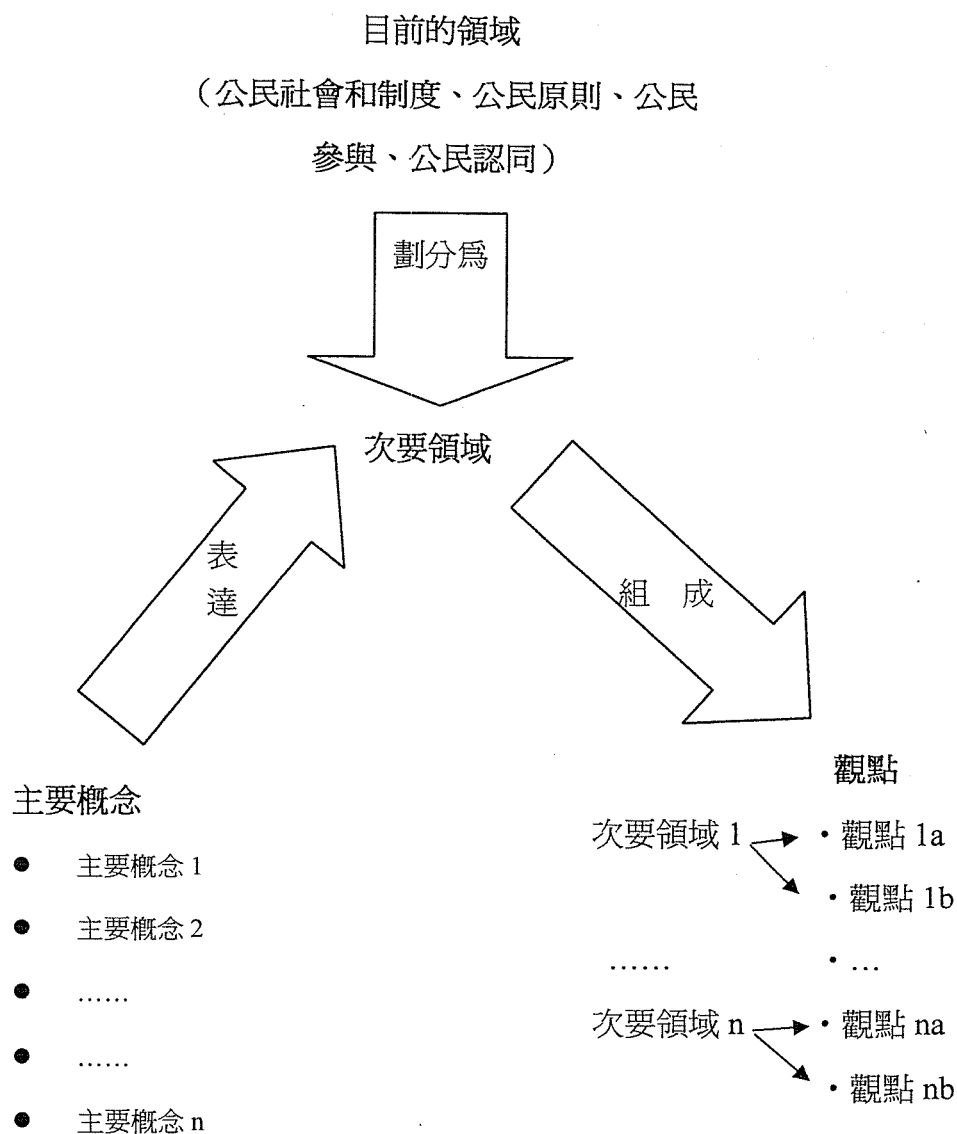 目前的領域
（公民社會和制度、公民原則、公民
參與、公民認同）
劃分爲
次要領域
表
達
組 成
主要概念
● 主要概念 1
● 主要概念 2
● ……
● ……
● 主要概念 n
觀點
次要領域 1 ・觀點 1a
・觀點 1b
…… ・…
次要領域 n ・觀點 na
・觀點 nb